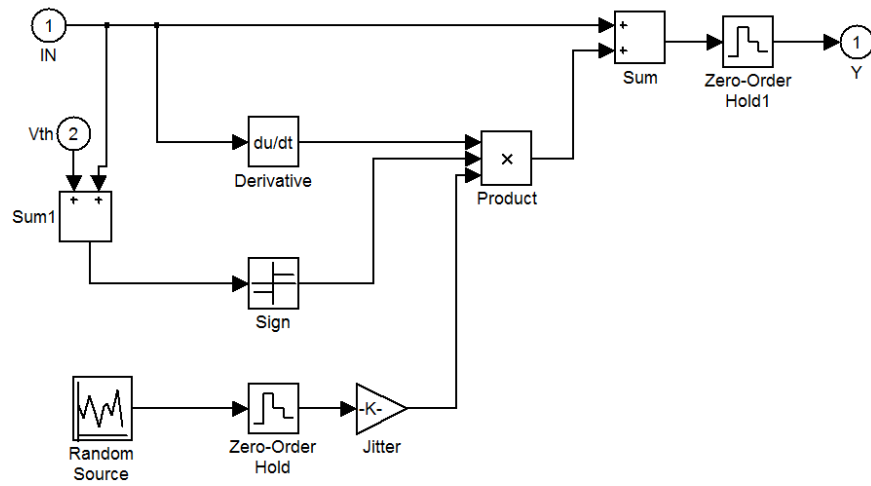 1
IN
+
+
Sum
Zero-Order
Hold1
1
Y
Vth
2
du/dt
Derivative
×
Product
+ +
Sum1
Sign
Random
Source
Zero-Order
Hold
-K-
Jitter